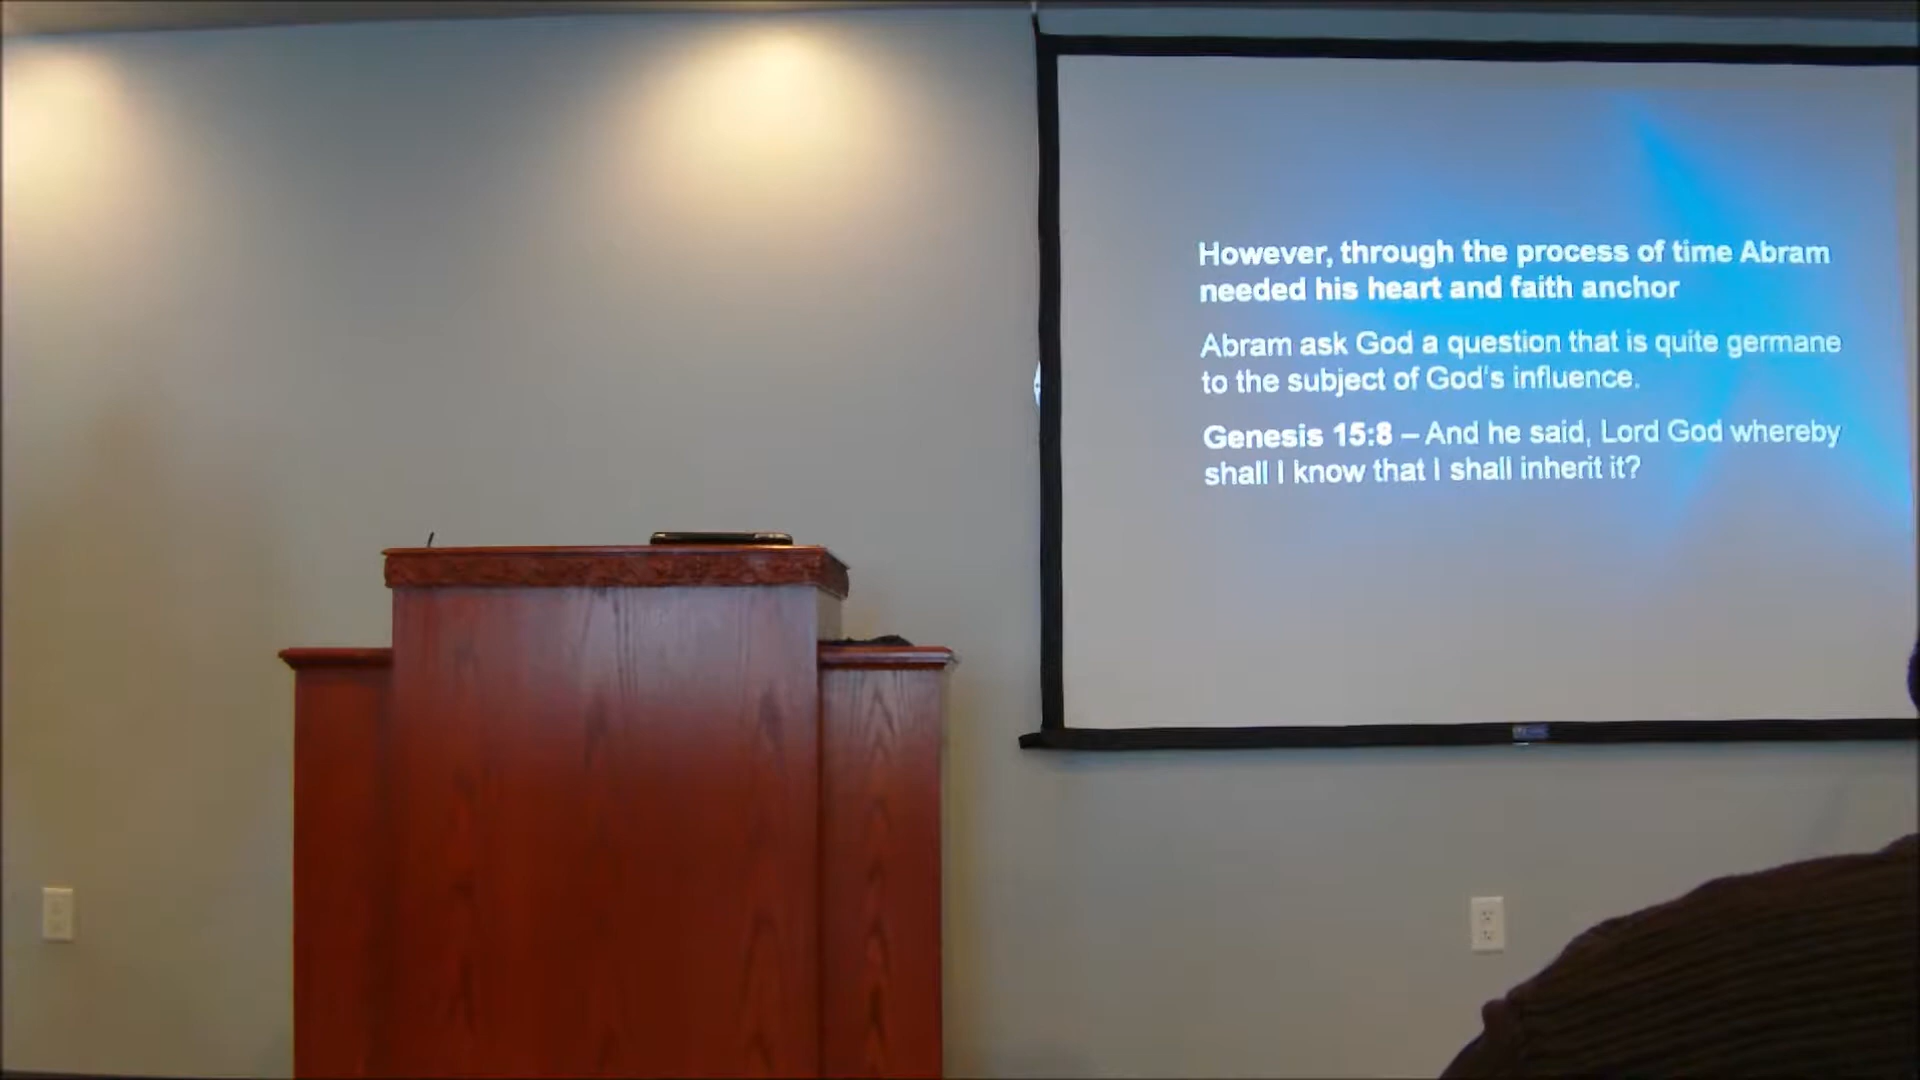 However, through the process of time Abram
needed his heart and faith anchor
Abram ask God a question that is quite germane
to the subject of God's influence.
Genesis 15:8 – And he said, Lord God whereby
shall I know that I shall inherit it?